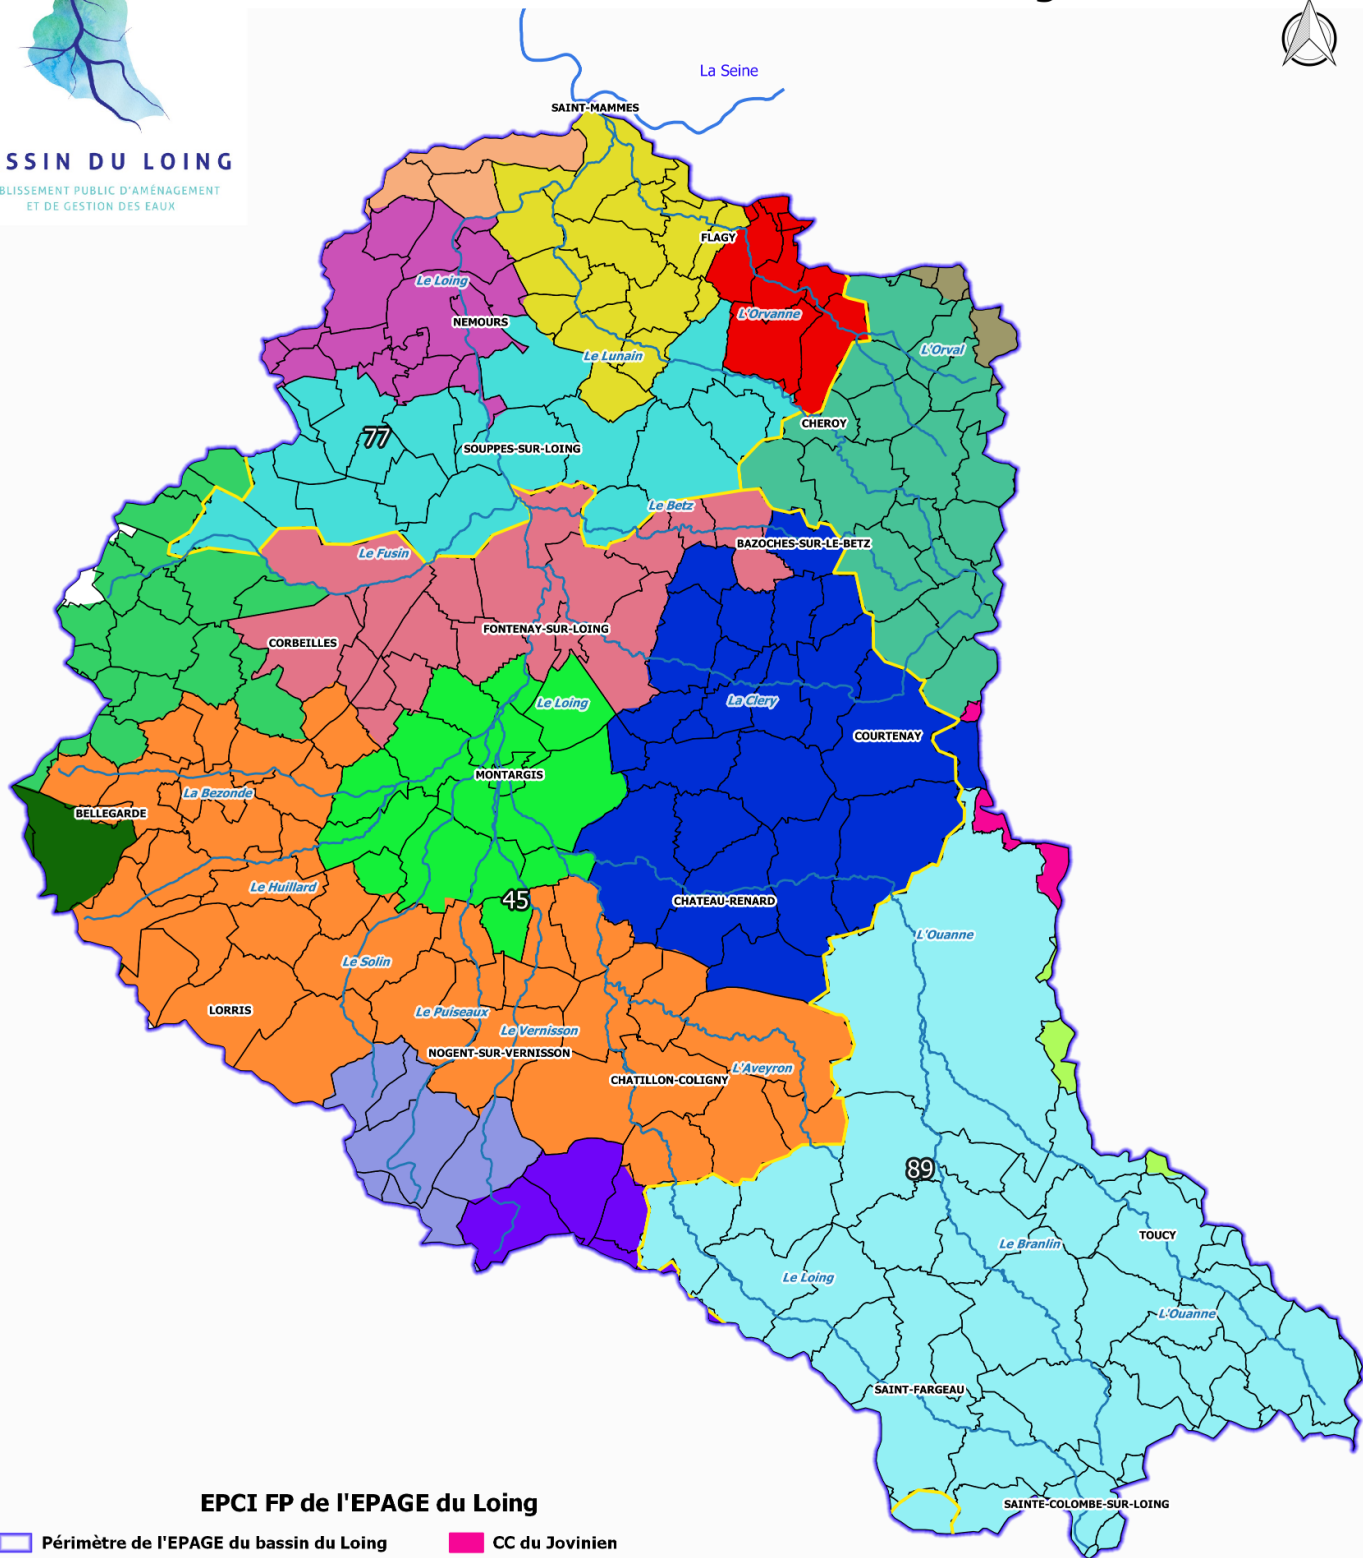 La Seine
SAINT-MAMMES
SSIN DU LOING
BLISSEMENT PUBLIC D'AMÉNAGEMENT
ET DE GESTION DES EAUX
FLAGY
Le Loing
L'Orvanne
NEMOURS
L'Orval
Le Lunain
CHEROY
77
SOUPPES-SUR-LOING
Le Betz
BAZOCHES-SUR-LE-BETZ
Le Fusin
FONTENAY-SUR-LOING
CORBEILLES
Le Loing
La Clery
COURTENAY
MONTARGIS
La Bezonde
BELLEGARDE
Le Huillard
45
CHATEAU-RENARD
L'Ouanne
Le Solin
LORRIS
Le Puiseaux
Le Vernisson
NOGENT-SUR-VERNISSON
L'Aveyron
CHATILLON-COLIGNY
89
TOUCY
Le Branlin
Le Loing
L'Ouanne
SAINT-FARGEAU
EPCI FP de l'EPAGE du Loing
SAINTE-COLOMBE-SUR-LOING
Périmètre de l'EPAGE du bassin du Loing
CC du Jovinien